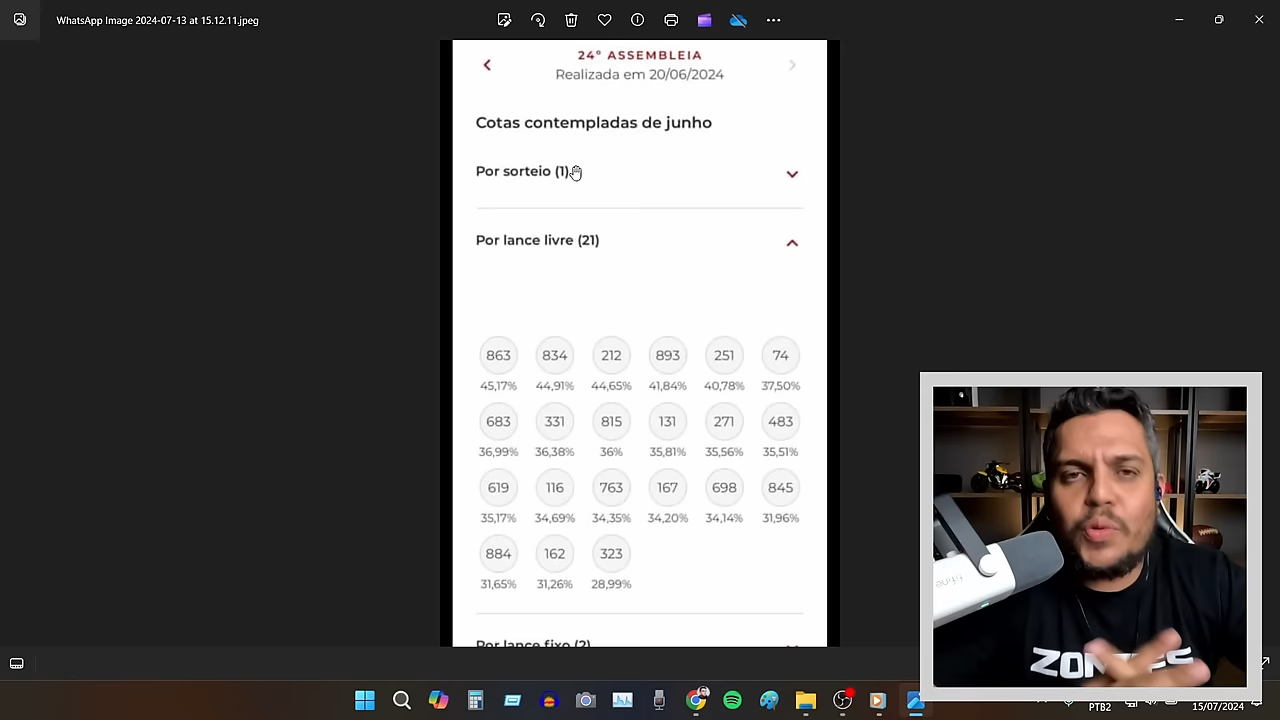 WhatsApp Image 2024-07-13 at 15.12.11.jpeg
24º ASSEMBLEIA
Realizada em 20/06/2024
Cotas contempladas de junho
Por sorteio (1)
Por lance livre (21)
863 834 212 893 251 74
45,17% 44,91% 44,65% 41,84% 40,78% 37,50%
683 331 815 131 271 483
36,99% 36,38% 36% 35,81% 35,56% 35,51%
619 116 763 167 698 845
35,17% 34,69% 34,35% 34,20% 34,14% 31,96%
884 162 323
31,65% 31,26% 28,99%
Por lance fixo (2)
fifine
PTB2
15/07/2024